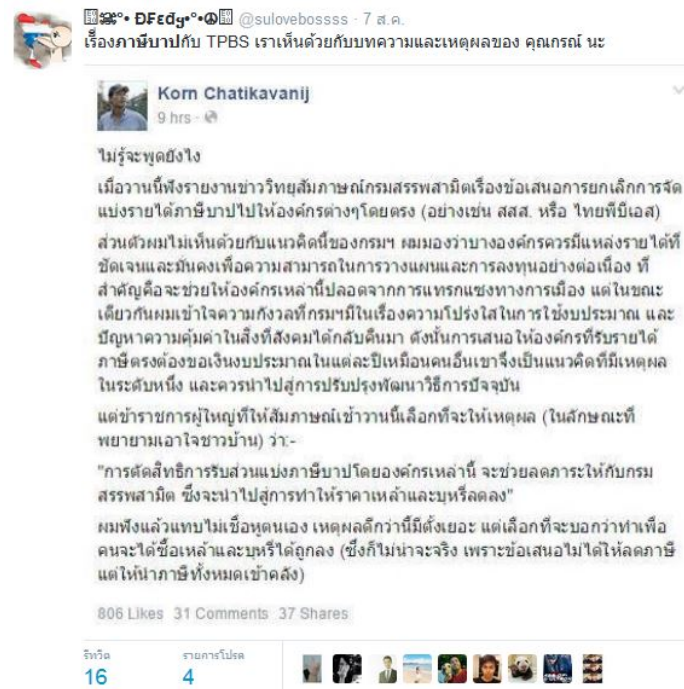 ÐFEdy @sulovebossss · 7 ส.ค.
เรื่องภาษีบาปกับ TPBS เราเห็นด้วยกับบทความและเหตุผลของ คุณกรณ์ นะ
Korn Chatikavanij
9 hrs ·
ไม่รู้จะพูดยังไง
เมื่อวานนี้ฟังรายงานข่าววิทยุสัมภาษณ์กรมสรรพสามิตเรื่องข้อเสนอการยกเลิกการจัด
แบ่งรายได้ภาษีบาปไปให้องค์กรต่างๆโดยตรง (อย่างเช่น สสส. หรือ ไทยพีบีเอส)
ส่วนตัวผมไม่เห็นด้วยกับแนวคิดนี้ของกรมฯ ผมมองว่าบางองค์กรควรมีแหล่งรายได้ที่
ชัดเจนและมั่นคงเพื่อความสามารถในการวางแผนและการลงทุนอย่างต่อเนื่อง ที่
สำคัญคือจะช่วยให้องค์กรเหล่านี้ปลอดจากการแทรกแซงทางการเมือง แต่ในขณะ
เดียวกันผมเข้าใจความกังวลที่กรมฯมีในเรื่องความโปร่งใสในการใช้งบประมาณ และ
ปัญหาความคุ้มค่าในสิ่งที่สังคมได้กลับคืนมา ดังนั้นการเสนอให้องค์กรที่รับรายได้
ภาษีตรงต้องขอเงินงบประมาณในแต่ละปีเหมือนคนอื่นเขาจึงเป็นแนวคิดที่มีเหตุผล
ในระดับหนึ่ง และควรนำไปสู่การปรับปรุงพัฒนาวิธีการปัจจุบัน
แต่ข้าราชการผู้ใหญ่ที่ให้สัมภาษณ์เช้าวานนี้เลือกที่จะให้เหตุผล (ในลักษณะที่
พยายามเอาใจชาวบ้าน) ว่า:-
"การตัดสิทธิการรับส่วนแบ่งภาษีบาปโดยองค์กรเหล่านี้ จะช่วยลดภาระให้กับกรม
สรรพสามิต ซึ่งจะนำไปสู่การทำให้ราคาเหล้าและบุหรี่ลดลง"
ผมฟังแล้วแทบไม่เชื่อหูตนเอง เหตุผลดีกว่านี้มีตั้งเยอะ แต่เลือกที่จะบอกว่าทำเพื่อ
คนจะได้ซื้อเหล้าและบุหรี่ได้ถูกลง (ซึ่งก็ไม่น่าจะจริง เพราะข้อเสนอไม่ได้ให้ลดภาษี
แต่ให้นำภาษีทั้งหมดเข้าคลัง)
806 Likes 31 Comments 37 Shares
รีทวีต รายการโปรด
16 4